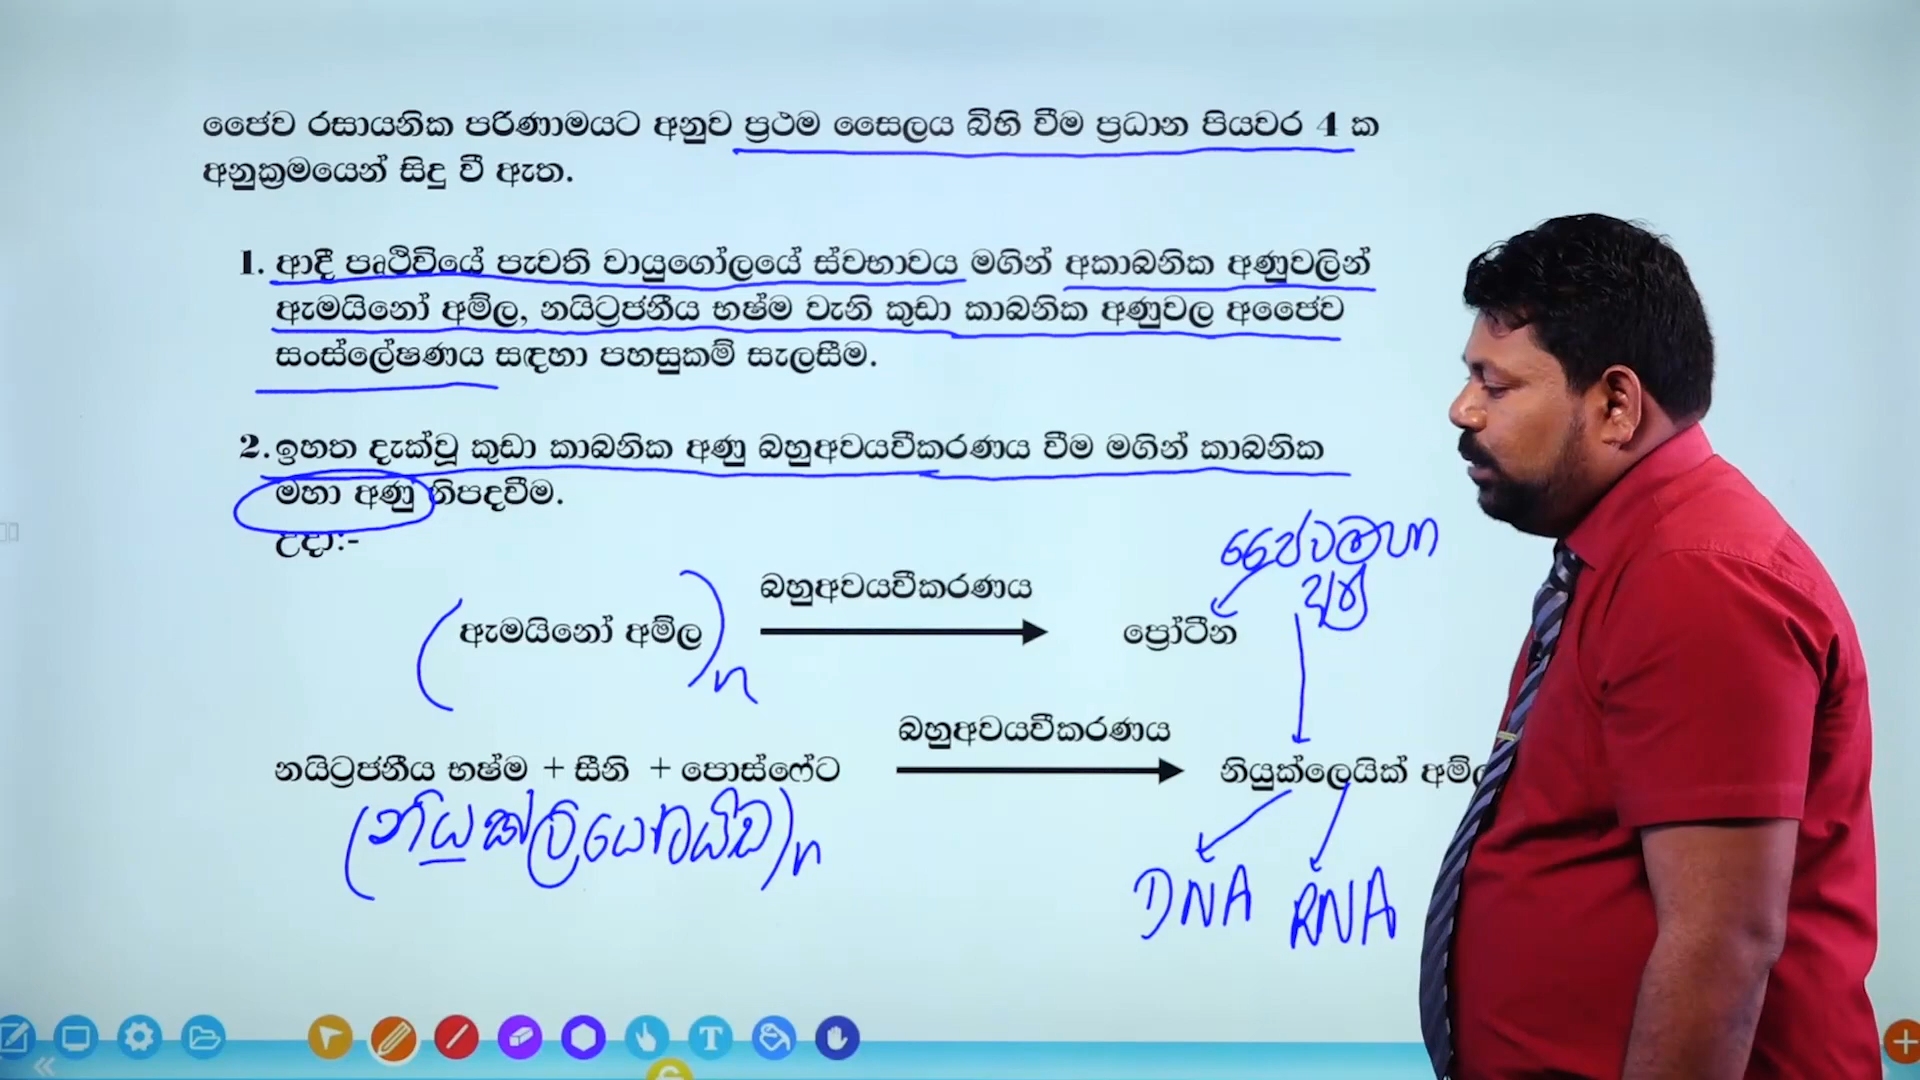 ජෛව රසායනික පරිණාමයට අනුව ප්‍රථම සෛලය බිහි වීම ප්‍රධාන පියවර 4 ක
අනුක්‍රමයෙන් සිදු වී ඇත.
1. ආදී පෘථිවියේ පැවති වායුගෝලයේ ස්වභාවය මගින් අකාබනික අණුවලින්
ඇමයිනෝ අම්ල, නයිට්‍රජනීය භෂ්ම වැනි කුඩා කාබනික අණුවල අජෛව
සංස්ලේෂණය සඳහා පහසුකම් සැලසීම.
2. ඉහත දැක්වූ කුඩා කාබනික අණු බහුඅවයවීකරණය වීම මගින් කාබනික
මහා අණු නිපදවීම.
උදා:-
ජෛවමහා
අණු
බහුඅවයවීකරණය
(ඇමයිනෝ අම්ල)n
ප්‍රෝටීන
බහුඅවයවීකරණය
නයිට්‍රජනීය භෂ්ම + සීනි + පොස්ෆේට
නියුක්ලෙයික්
(නියුක්ලියොටයිඩ)n
DNA RNA
T